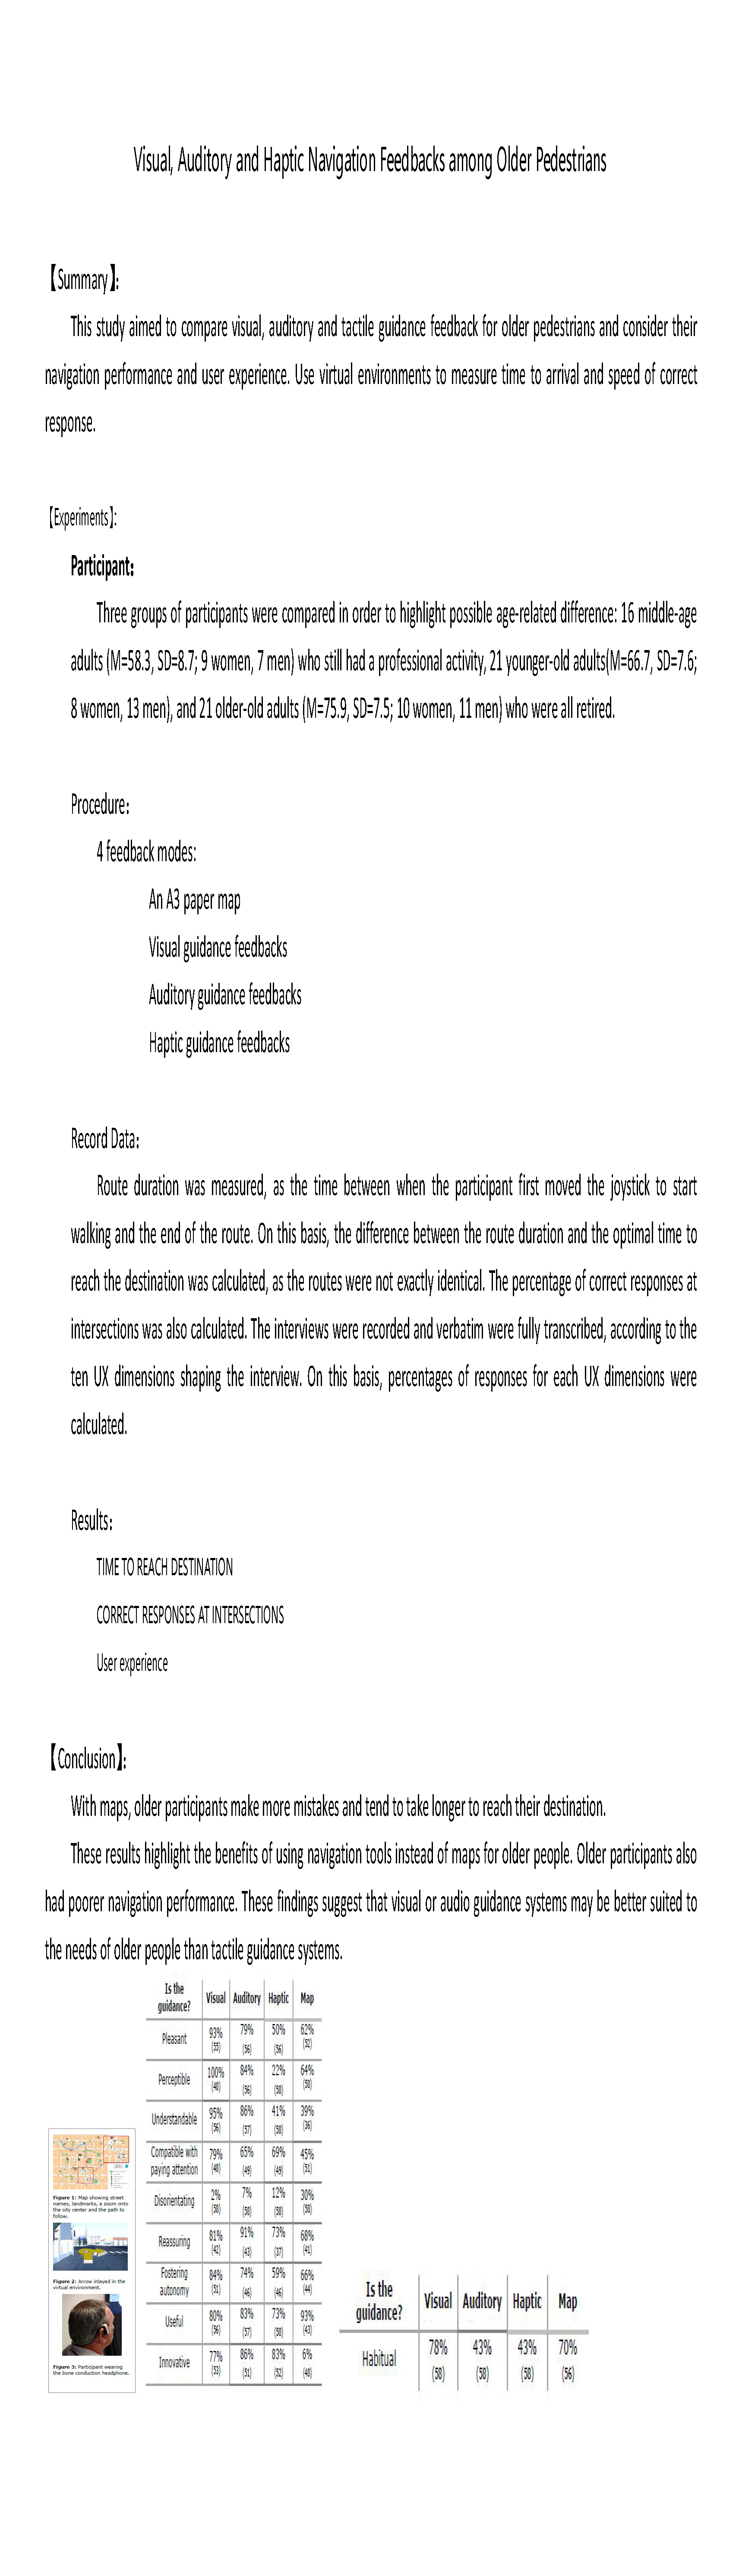 Visual, Auditory and Haptic Navigation Feedbacks among Older Pedestrians
【Summary】:
This study aimed to compare visual, auditory and tactile guidance feedback for older pedestrians and consider their
navigation performance and user experience. Use virtual environments to measure time to arrival and speed of correct
response.
【Experiments】:
Participant:
Three groups of participants were compared in order to highlight possible age-related difference: 16 middle-age
adults (M=58.3, SD=8.7; 9 women, 7 men) who still had a professional activity, 21 younger-old adults(M=66.7, SD=7.6;
8 women, 13 men), and 21 older-old adults (M=75.9, SD=7.5; 10 women, 11 men) who were all retired.
Procedure:
4 feedback modes:
An A3 paper map
Visual guidance feedbacks
Auditory guidance feedbacks
Haptic guidance feedbacks
Record Data:
Route duration was measured, as the time between when the participant first moved the joystick to start
walking and the end of the route. On this basis, the difference between the route duration and the optimal time to
reach the destination was calculated, as the routes were not exactly identical. The percentage of correct responses at
intersections was also calculated. The interviews were recorded and verbatim were fully transcribed, according to the
ten UX dimensions shaping the interview. On this basis, percentages of responses for each UX dimensions were
calculated.
Results:
TIME TO REACH DESTINATION
CORRECT RESPONSES AT INTERSECTIONS
User experience
【Conclusion】:
With maps, older participants make more mistakes and tend to take longer to reach their destination.
These results highlight the benefits of using navigation tools instead of maps for older people. Older participants also
had poorer navigation performance. These findings suggest that visual or audio guidance systems may be better suited to
the needs of older people than tactile guidance systems.
Figure 1: Map showing street
names, landmarks, a zoom onto
the city center and the path to
follow.
Figure 2: Arrow inlayed in the
virtual environment.
Figure 3: Participant wearing
the bone conduction headphone.
Is the guidance? Visual Auditory Haptic Map
Pleasant 93% (55) 79% (56) 50% (56) 62% (52)
Perceptible 100% (48) 84% (56) 22% (58) 64% (58)
Understandable 95% (56) 86% (57) 41% (58) 39% (36)
Compatible with paying attention 79% (48) 65% (49) 69% (49) 45% (51)
Disorientating 2% (58) 7% (58) 12% (58) 30% (58)
Reassuring 81% (42) 91% (43) 73% (37) 68% (41)
Fostering autonomy 84% (51) 74% (46) 59% (46) 66% (44)
Useful 80% (56) 83% (57) 73% (58) 93% (43)
Innovative 77% (53) 86% (51) 83% (52) 6% (48)
Is the guidance? Visual Auditory Haptic Map
Habitual 78% (58) 43% (58) 43% (58) 70% (56)